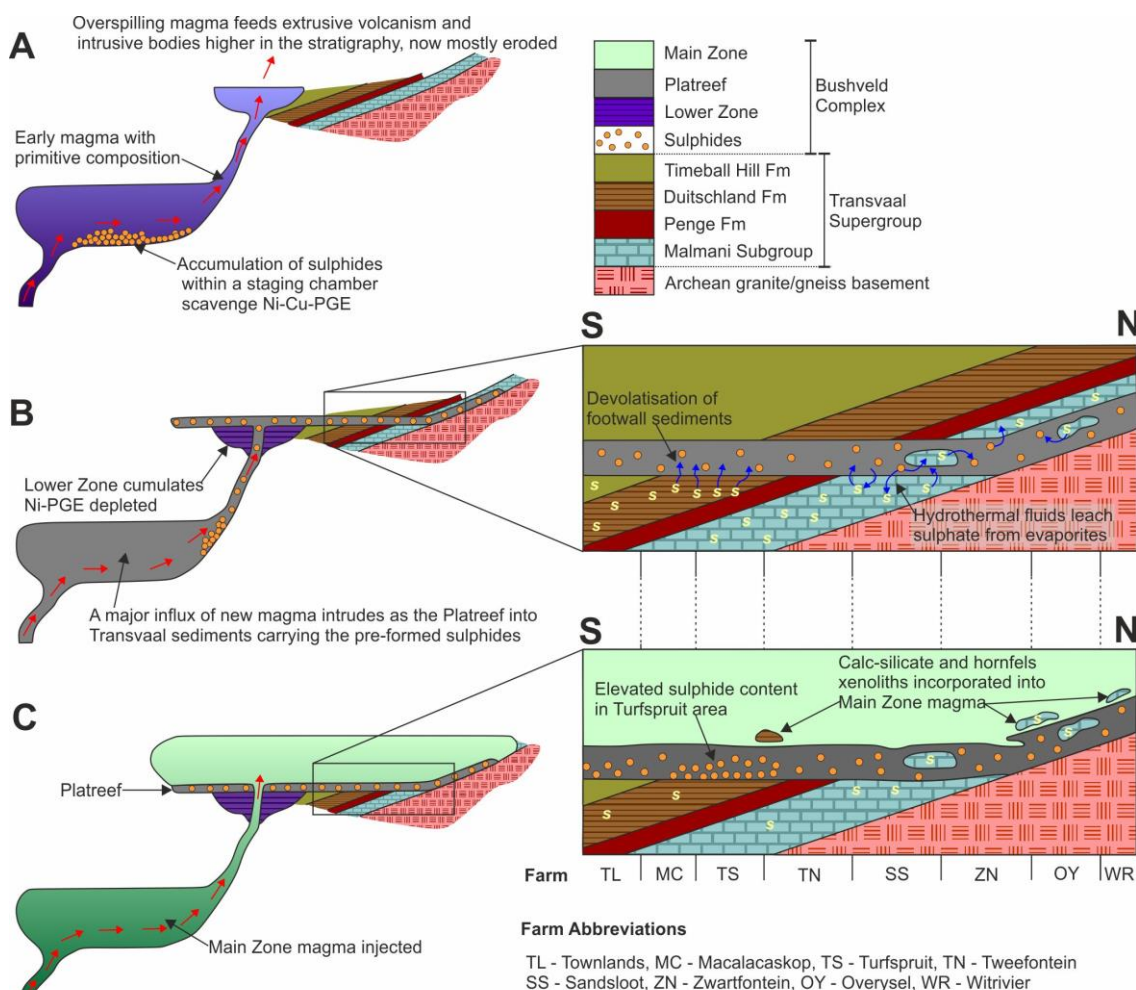 A
Overspilling magma feeds extrusive volcanism and
intrusive bodies higher in the stratigraphy, now mostly eroded
Early magma with
primitive composition
Accumulation of sulphides
within a staging chamber
scavenge Ni-Cu-PGE
Main Zone
Platreef
Lower Zone
Sulphides
Timeball Hill Fm
Duitschland Fm
Penge Fm
Malmani Subgroup
Archean granite/gneiss basement
Bushveld
Complex
Transvaal
Supergroup
B
Lower Zone cumulates
Ni-PGE depleted
A major influx of new magma intrudes as the Platreef into
Transvaal sediments carrying the pre-formed sulphides
S
N
Devolatisation of
footwall sediments
S S S S S S S S S S S S S S S S S S
Hydrothermal fluids leach
sulphate from evaporites
C
Platreef
Main Zone magma injected
S
N
Elevated sulphide content
in Turfspruit area
Calc-silicate and hornfels
xenoliths incorporated into
Main Zone magma
S S S S S S S
Farm TL MC TS TN SS ZN OY WR
Farm Abbreviations
TL - Townlands, MC - Macalacaskop, TS - Turfspruit, TN - Tweefontein
SS - Sandsloot, ZN - Zwartfontein, OY - Overysel, WR - Witrivier